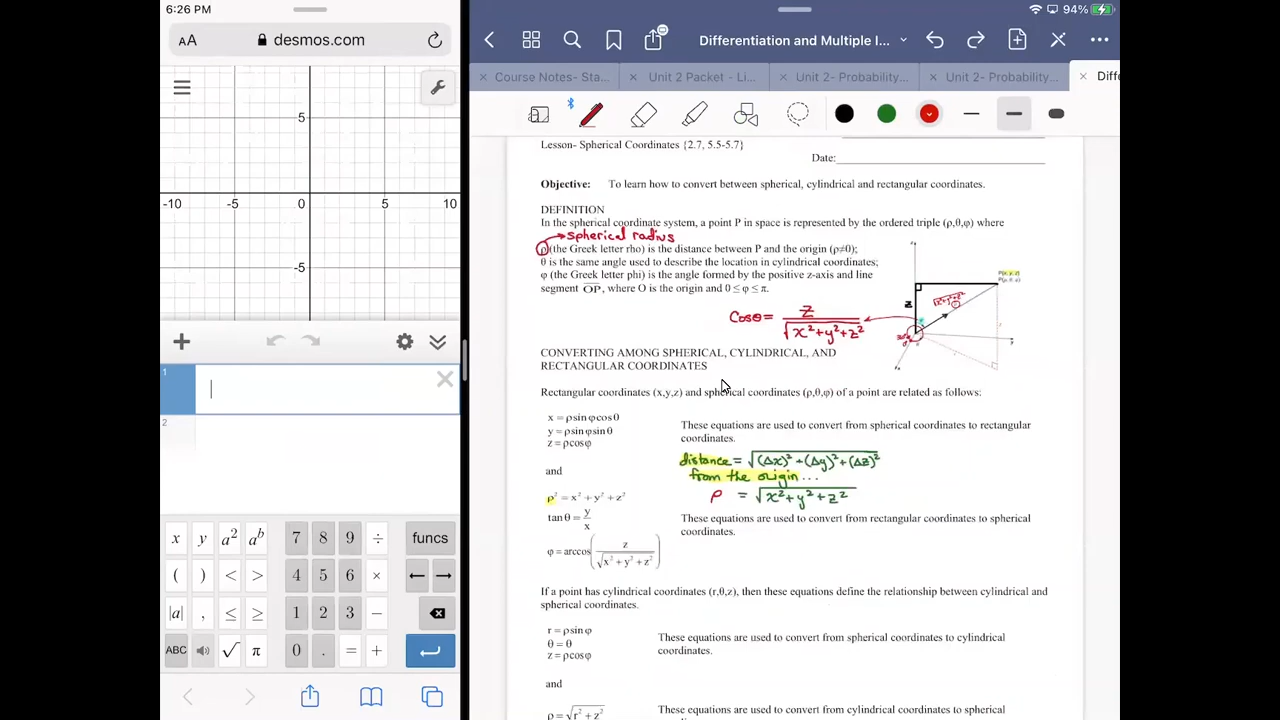 6:26 PM
94%
AA desmos.com
Differentiation and Multiple I...
Course Notes- Sta...
Unit 2 Packet - Li...
Unit 2- Probability...
Unit 2- Probability...
Diffe
5
-10 -5 0 5 10
-5
1
2
x y a² aᵇ 7 8 9 ÷ funcs
( ) < > 4 5 6 × ← →
|a| , ≤ ≥ 1 2 3 −
ABC √ π 0 . = +
Lesson- Spherical Coordinates {2.7, 5.5-5.7}
Date:
Objective: To learn how to convert between spherical, cylindrical and rectangular coordinates.
DEFINITION
In the spherical coordinate system, a point P in space is represented by the ordered triple (ρ,θ,φ) where
spherical radius
ρ (the Greek letter rho) is the distance between P and the origin (ρ≠0);
θ is the same angle used to describe the location in cylindrical coordinates;
φ (the Greek letter phi) is the angle formed by the positive z-axis and line
segment OP, where O is the origin and 0 ≤ φ ≤ π.
z
√x²+y²+z²
Cosθ = z / √x²+y²+z²
CONVERTING AMONG SPHERICAL, CYLINDRICAL, AND
RECTANGULAR COORDINATES
Rectangular coordinates (x,y,z) and spherical coordinates (ρ,θ,φ) of a point are related as follows:
x = ρsinφcosθ
y = ρsinφsinθ
z = ρcosφ
These equations are used to convert from spherical coordinates to rectangular
coordinates.
distance = √(Δx)²+(Δy)²+(Δz)²
from the origin ...
ρ = √x²+y²+z²
and
ρ² = x² + y² + z²
tan θ = y/x
φ = arccos(z / √x² + y² + z²)
These equations are used to convert from rectangular coordinates to spherical
coordinates.
If a point has cylindrical coordinates (r,θ,z), then these equations define the relationship between cylindrical and
spherical coordinates.
r = ρsinφ
θ = θ
z = ρcosφ
These equations are used to convert from spherical coordinates to cylindrical
coordinates.
and
ρ = √r² + z²
These equations are used to convert from cylindrical coordinates to spherical